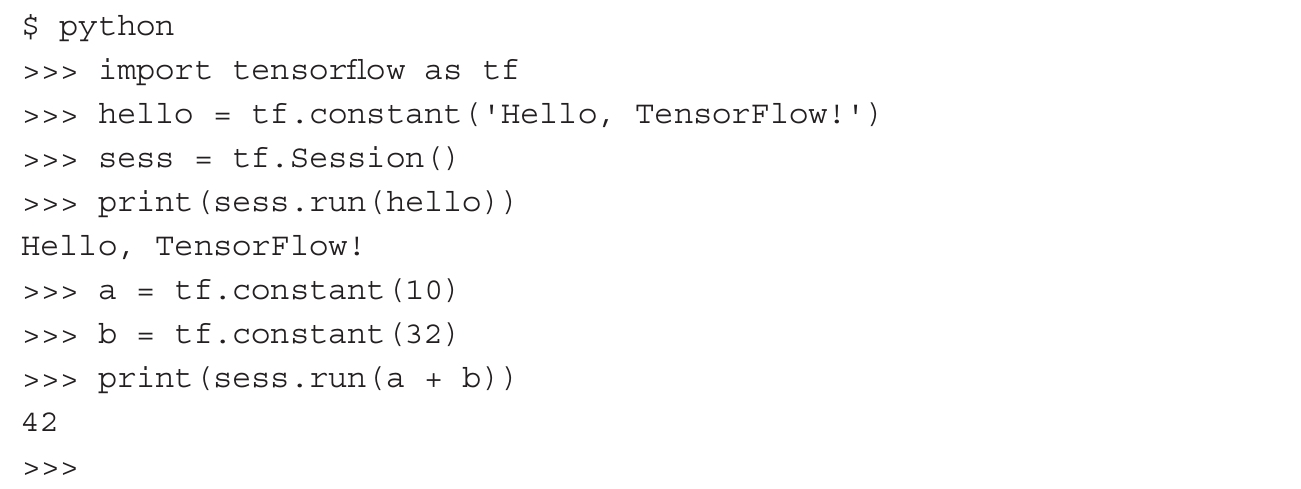 $ python
>>> import tensorflow as tf
>>> hello = tf.constant('Hello, TensorFlow!')
>>> sess = tf.Session()
>>> print(sess.run(hello))
Hello, TensorFlow!
>>> a = tf.constant(10)
>>> b = tf.constant(32)
>>> print(sess.run(a + b))
42
>>>